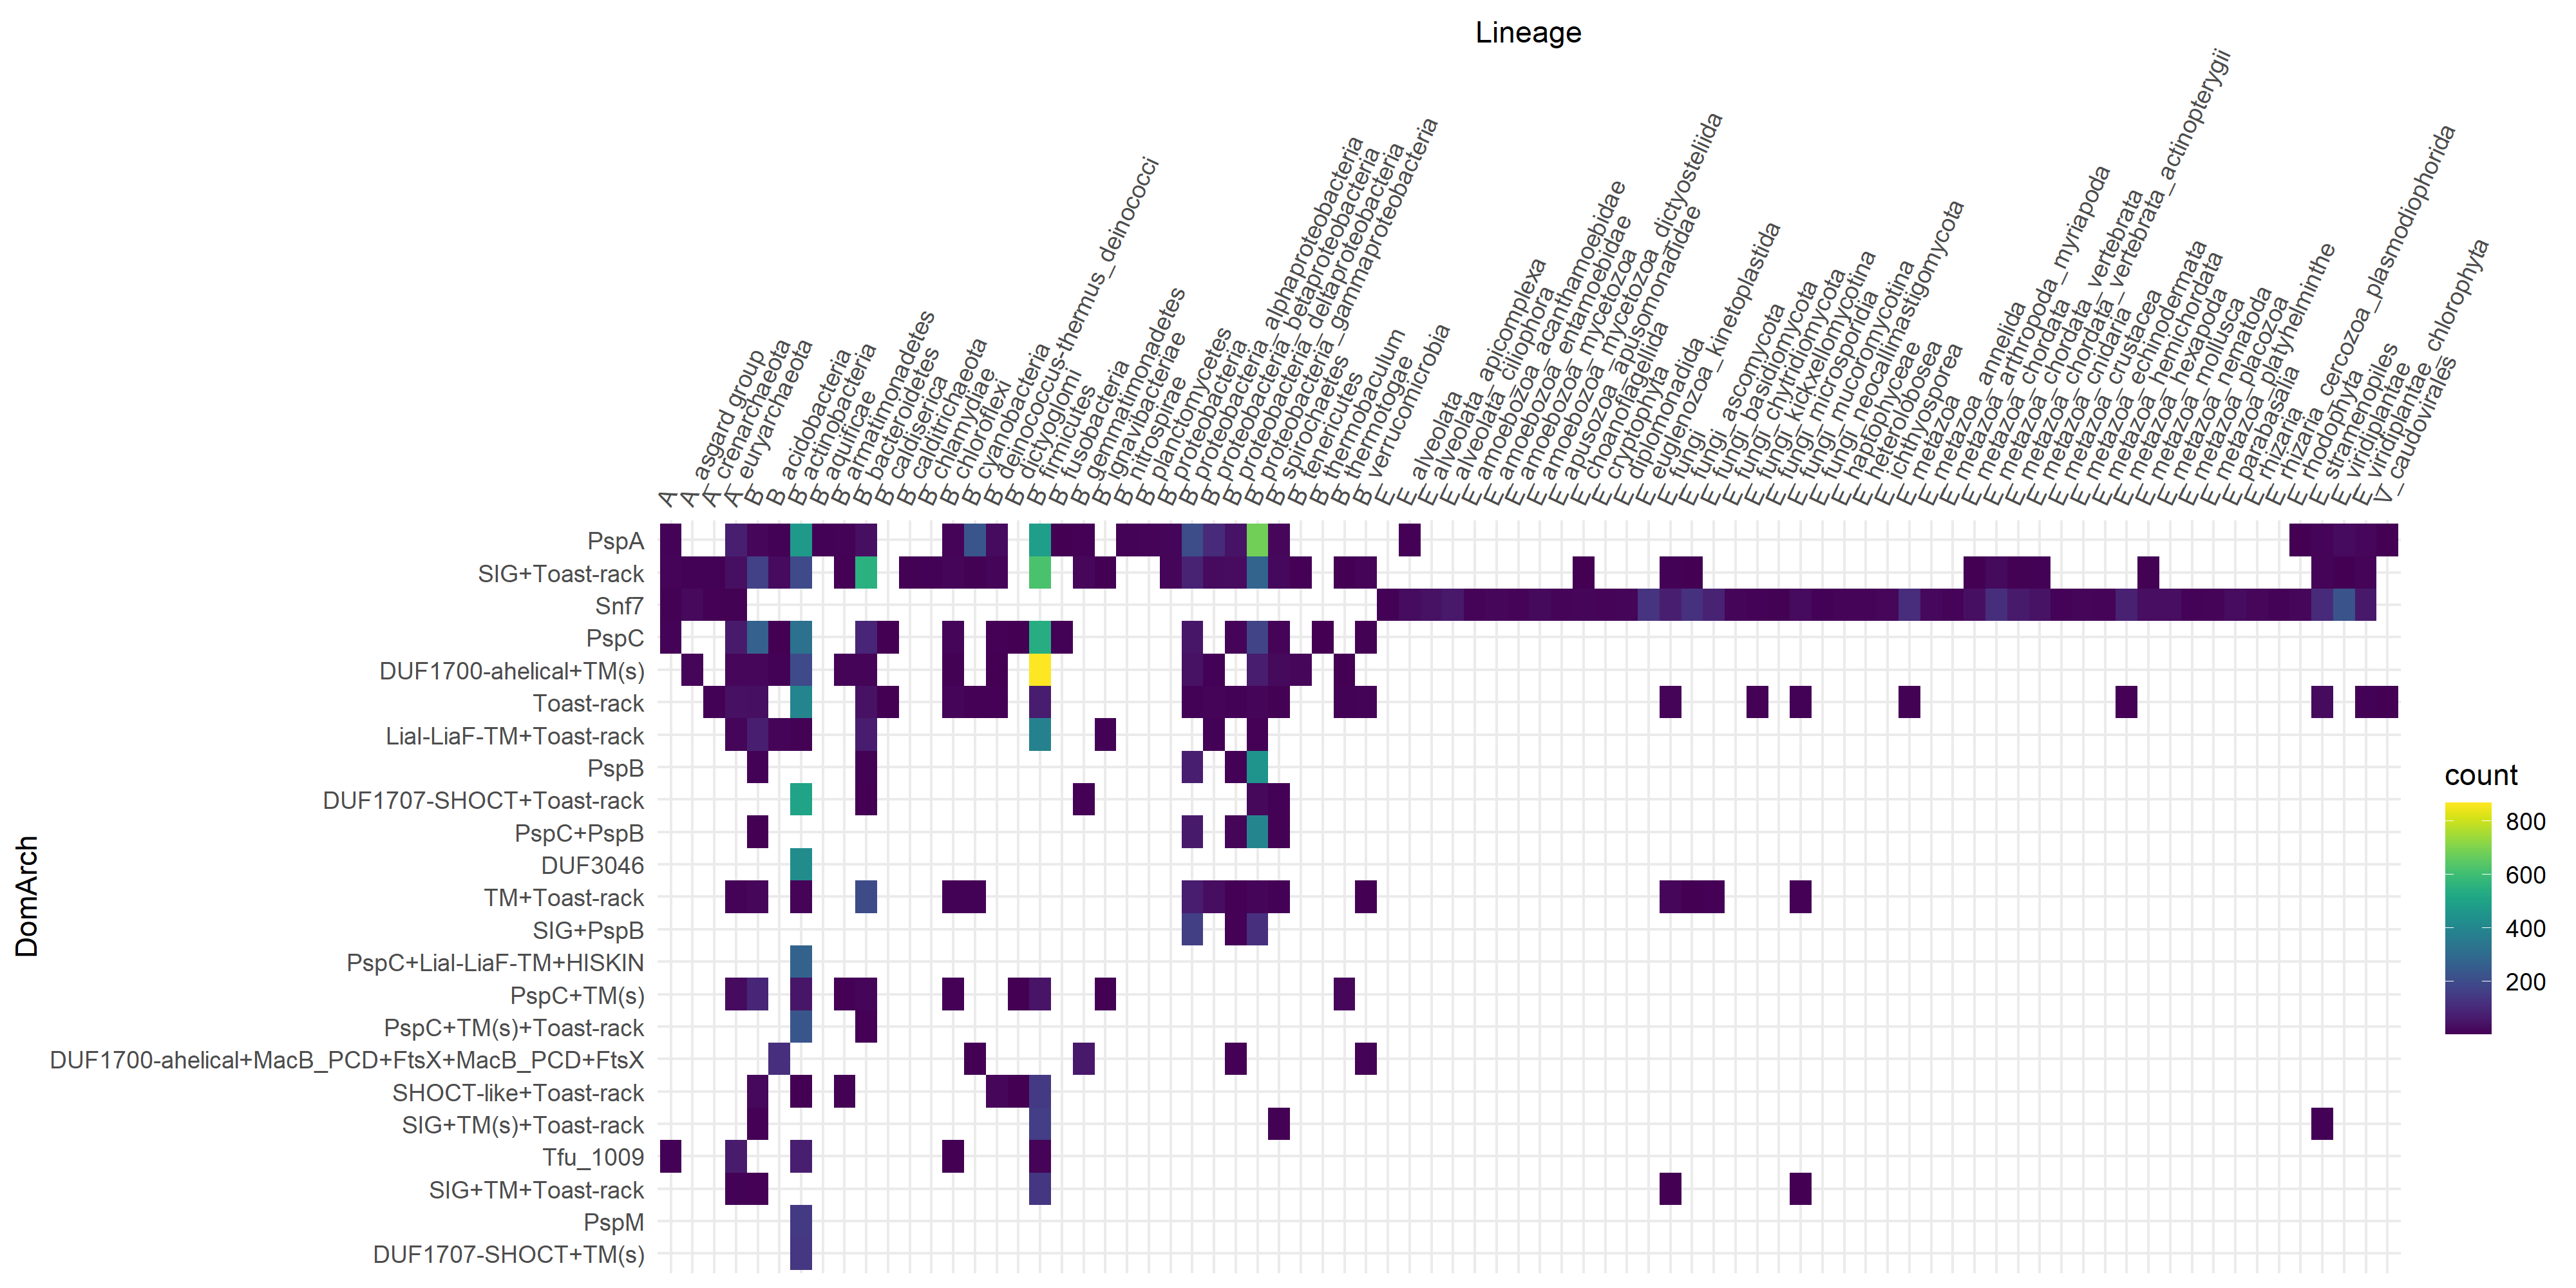 Lineage
A
A_asgard group
A_crenarchaeota
A_euryarchaeota
B
B_acidobacteria
B_actinobacteria
B_aquificae
B_armatimonadetes
B_bacteroidetes
B_caldiserica
B_calditrichaeota
B_chlamydiae
B_chloroflexi
B_cyanobacteria
B_deinococcus-thermus_deinococci
B_dictyoglomi
B_firmicutes
B_fusobacteria
B_gemmatimonadetes
B_ignavibacteriae
B_nitrospirae
B_planctomycetes
B_proteobacteria
B_proteobacteria_alphaproteobacteria
B_proteobacteria_betaproteobacteria
B_proteobacteria_deltaproteobacteria
B_proteobacteria_gammaproteobacteria
B_spirochaetes
B_tenericutes
B_thermobaculum
B_thermotogae
B_verrucomicrobia
E
E_alveolata
E_alveolata_apicomplexa
E_alveolata_ciliophora
E_amoebozoa_acanthamoebidae
E_amoebozoa_entamoebidae
E_amoebozoa_mycetozoa
E_amoebozoa_mycetozoa_dictyosteliida
E_apusozoa_apusomonadidae
E_choanoflagellida
E_cryptophyta
E_diplomonadida
E_euglenozoa_kinetoplastida
E_fungi
E_fungi_ascomycota
E_fungi_basidiomycota
E_fungi_chytridiomycota
E_fungi_kickxellomycotina
E_fungi_microsporidia
E_fungi_mucoromycotina
E_fungi_neocallimastigomycota
E_haptophyceae
E_heterolobosea
E_ichthyosporea
E_metazoa
E_metazoa_annelida
E_metazoa_arthropoda_myriapoda
E_metazoa_chordata
E_metazoa_chordata_vertebrata
E_metazoa_chordata_vertebrata_actinopterygii
E_metazoa_cnidaria
E_metazoa_crustacea
E_metazoa_echinodermata
E_metazoa_hemichordata
E_metazoa_hexapoda
E_metazoa_mollusca
E_metazoa_nematoda
E_metazoa_placozoa
E_metazoa_platyhelminthe
E_parabasalia
E_rhizaria
E_rhizaria_cercozoa_plasmodiophorida
E_rhodophyta
E_stramenopiles
E_viridiplantae
E_viridiplantae_chlorophyta
V_caudovirales
DomArch
PspA
SIG+Toast-rack
Snf7
PspC
DUF1700-ahelical+TM(s)
Toast-rack
LiaI-LiaF-TM+Toast-rack
PspB
DUF1707-SHOCT+Toast-rack
PspC+PspB
DUF3046
TM+Toast-rack
SIG+PspB
PspC+LiaI-LiaF-TM+HISKIN
PspC+TM(s)
PspC+TM(s)+Toast-rack
DUF1700-ahelical+MacB_PCD+FtsX+MacB_PCD+FtsX
SHOCT-like+Toast-rack
SIG+TM(s)+Toast-rack
Tfu_1009
SIG+TM+Toast-rack
PspM
DUF1707-SHOCT+TM(s)
count
800
600
400
200